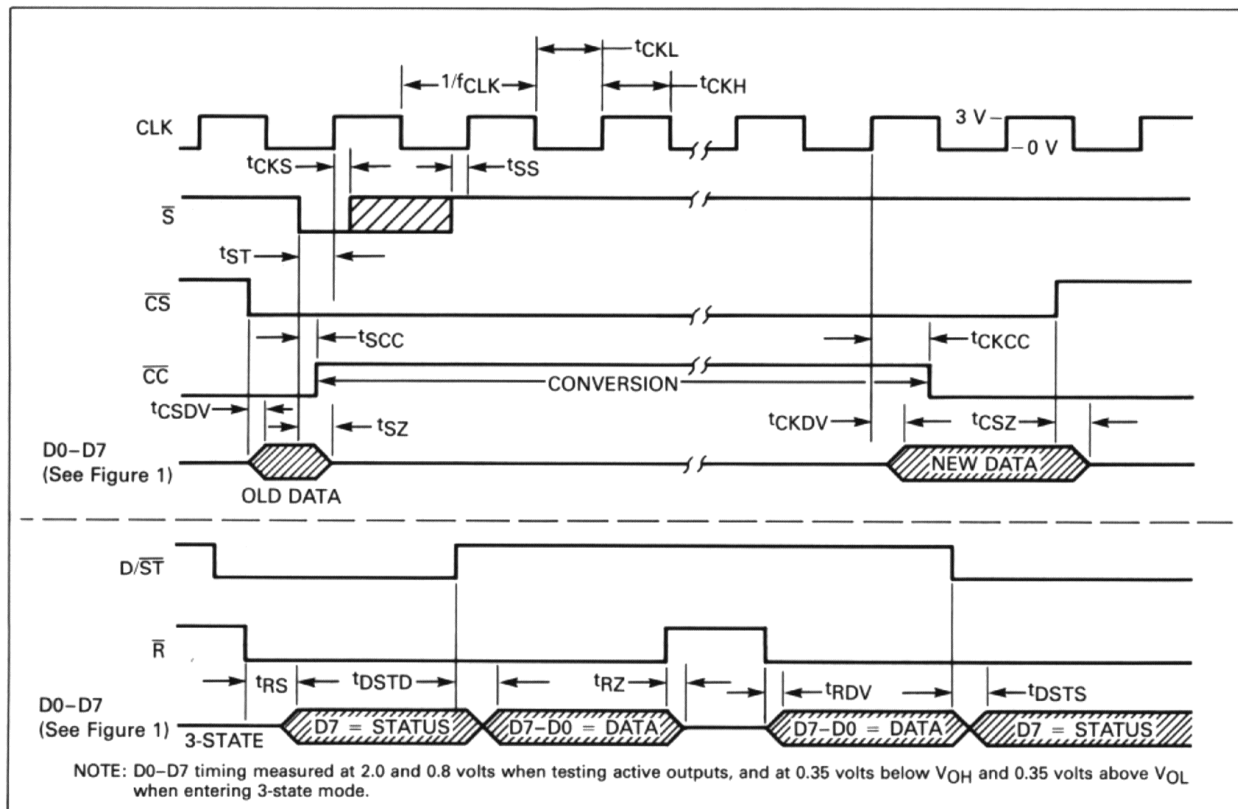 tCKL
1/fCLK
tCKH
CLK
3 V
0 V
tCKS
tSS
S
tST
CS
tSCC
tCKCC
CC
CONVERSION
tCSDV
tSZ
tCKDV
tCSZ
D0–D7
(See Figure 1)
NEW DATA
OLD DATA
D/ST
R
tRS
tDSTD
tRZ
tRDV
tDSTS
D0–D7
(See Figure 1)
3-STATE
D7 = STATUS
D7–D0 = DATA
D7–D0 = DATA
D7 = STATUS
NOTE: D0–D7 timing measured at 2.0 and 0.8 volts when testing active outputs, and at 0.35 volts below VOH and 0.35 volts above VOL
when entering 3-state mode.